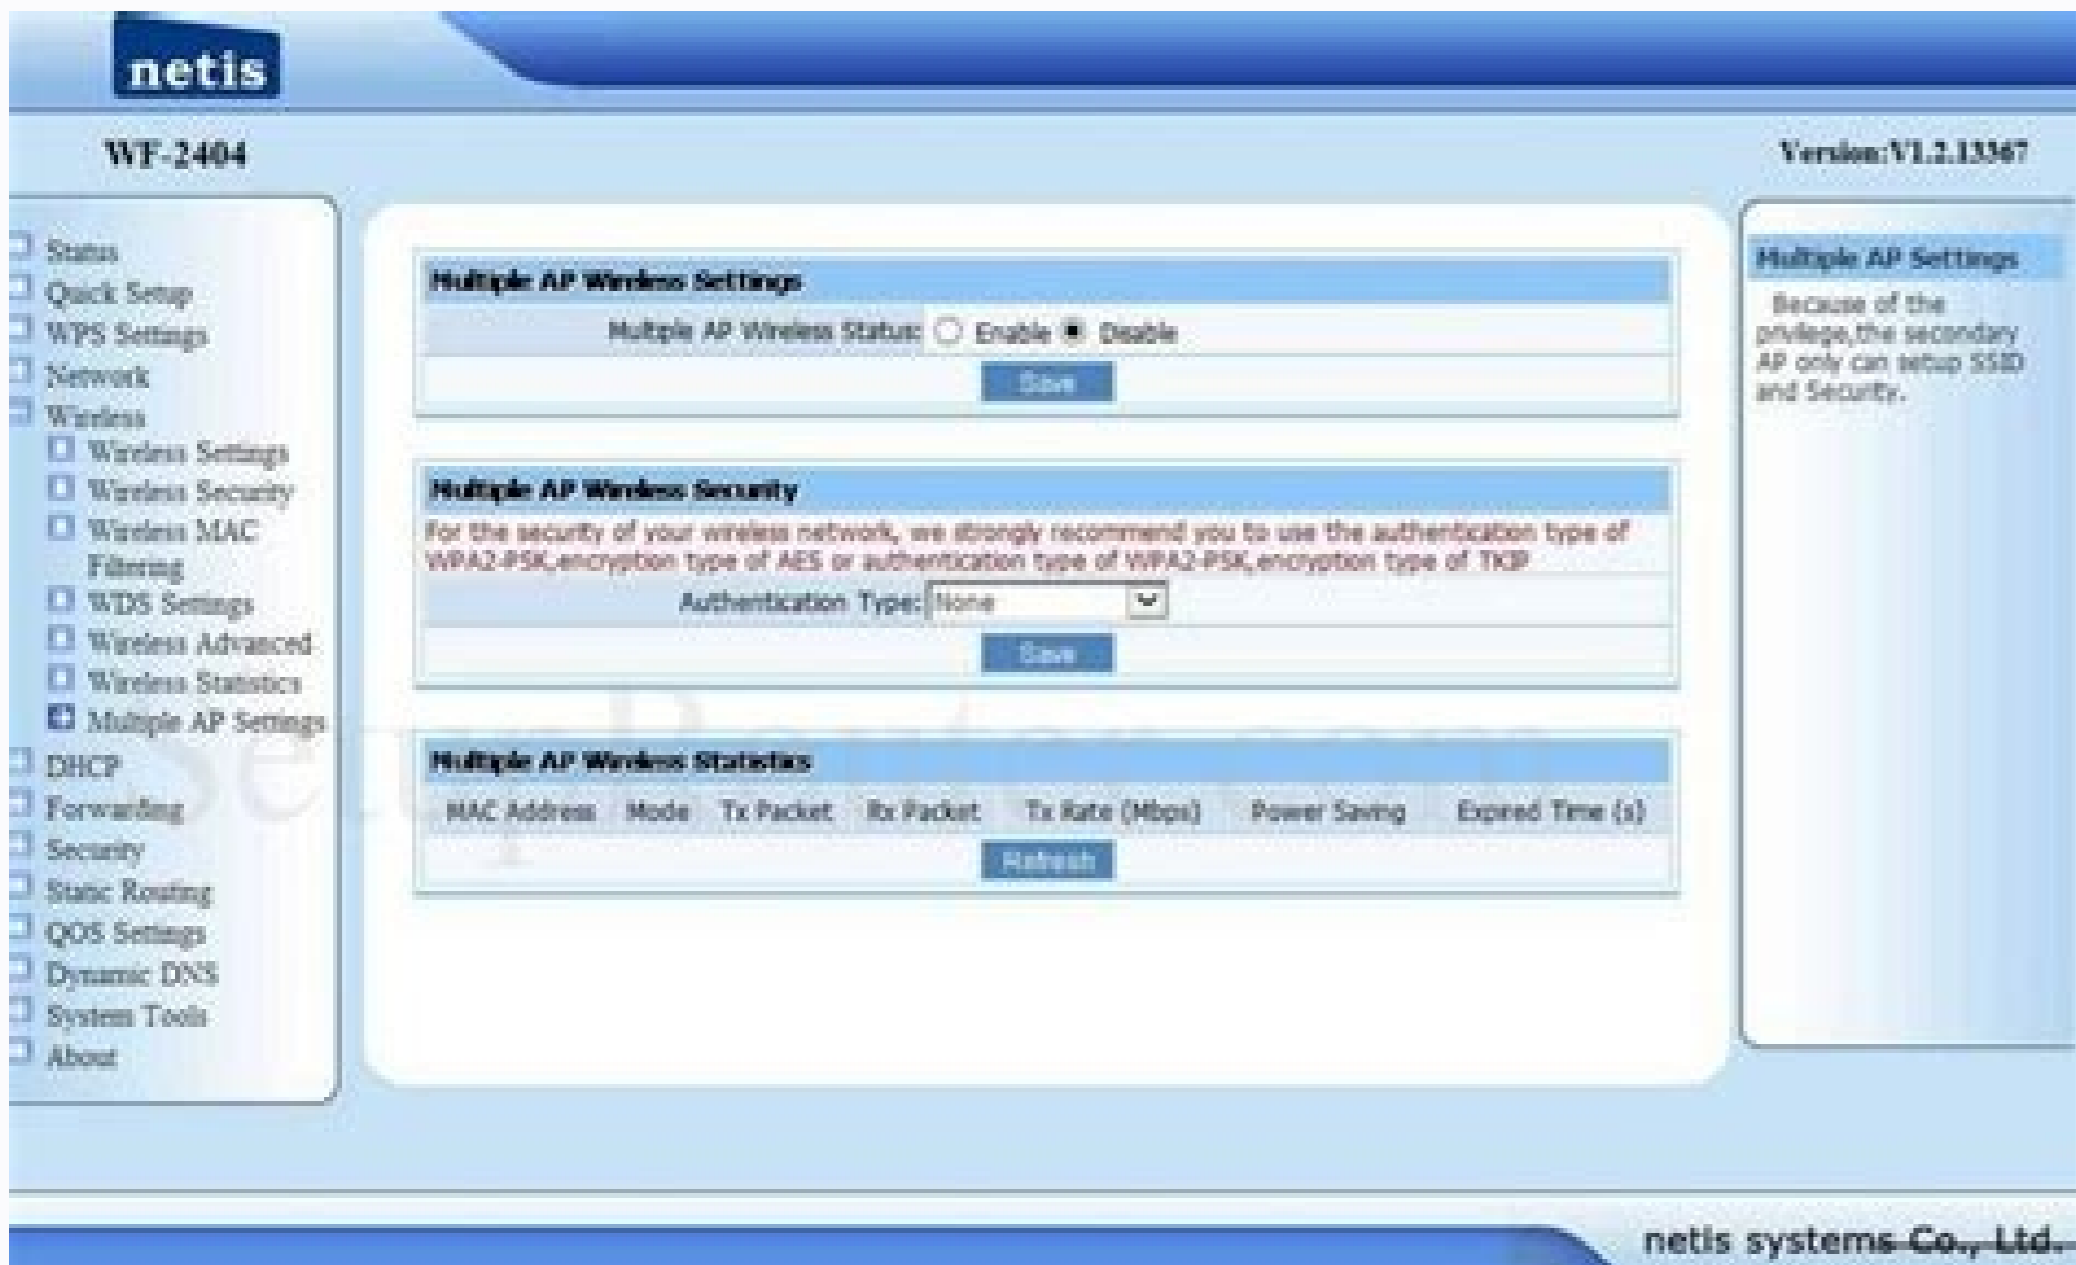 netis
WF-2404
Version:V1.2.13367
Status
Quick Setup
WPS Settings
Network
Wireless
Wireless Settings
Wireless Security
Wireless MAC
Filtering
WDS Settings
Wireless Advanced
Wireless Statistics
Multiple AP Settings
DHCP
Forwarding
Security
Static Routing
QOS Settings
Dynamic DNS
System Tools
About
Multiple AP Wireless Settings
Multiple AP Wireless Status: Enable Disable
Save
Multiple AP Wireless Security
For the security of your wireless network, we strongly recommend you to use the authentication type of
WPA2-PSK,encryption type of AES or authentication type of WPA2-PSK,encryption type of TKIP
Authentication Type: None
Save
Multiple AP Wireless Statistics
MAC Address Mode Tx Packet Rx Packet Tx Rate (Mbps) Power Saving Expired Time (s)
Refresh
Multiple AP Settings
Because of the
privilege,the secondary
AP only can setup SSID
and Security.
SetupRouter.com
netis systems Co., Ltd.